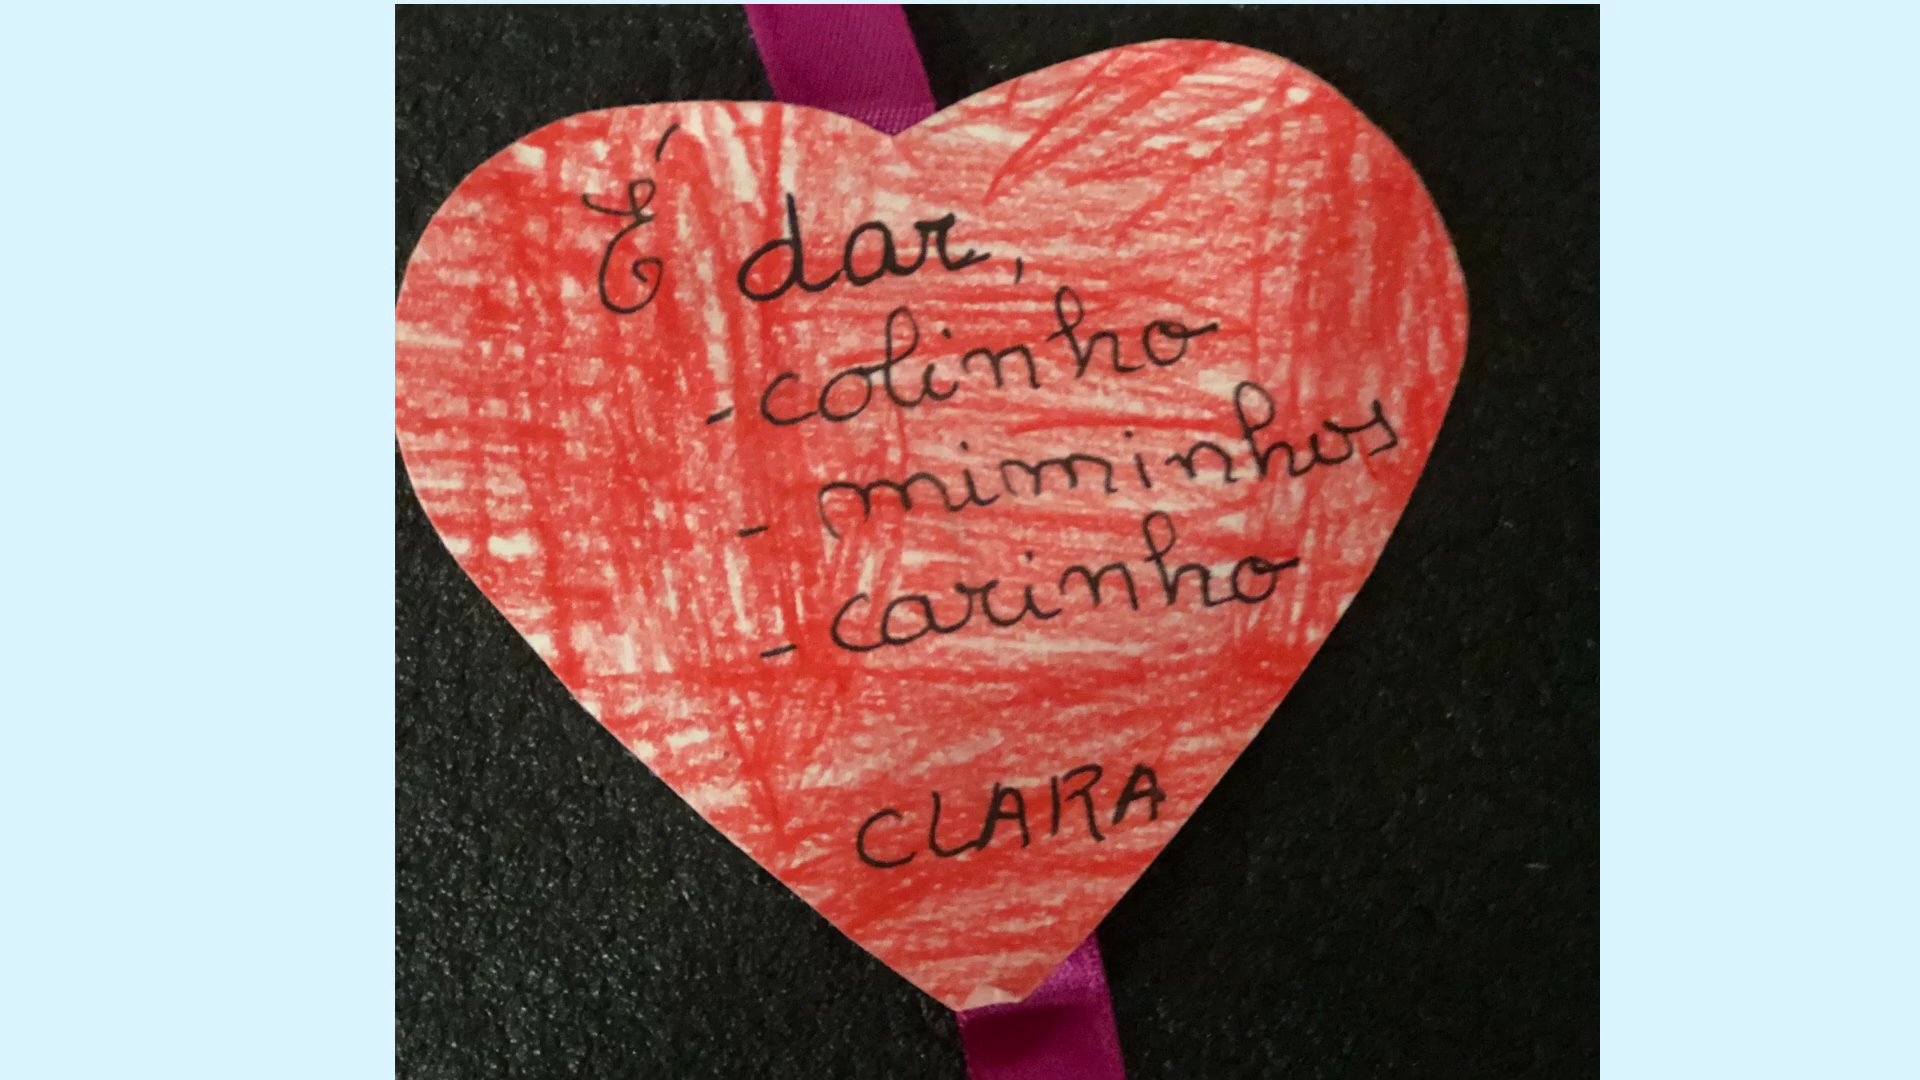 É dar,
- colinho
- miminhos
- carinho
CLARA